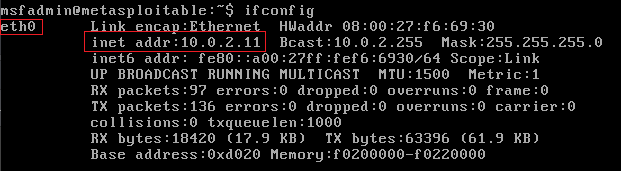 msfadmin@metasploitable:~$ ifconfig
eth0 Link encap:Ethernet HWaddr 08:00:27:f6:69:30
inet addr:10.0.2.11 Bcast:10.0.2.255 Mask:255.255.255.0
inet6 addr: fe80::a00:27ff:fef6:6930/64 Scope:Link
UP BROADCAST RUNNING MULTICAST MTU:1500 Metric:1
RX packets:97 errors:0 dropped:0 overruns:0 frame:0
TX packets:136 errors:0 dropped:0 overruns:0 carrier:0
collisions:0 txqueuelen:1000
RX bytes:18420 (17.9 KB) TX bytes:63396 (61.9 KB)
Base address:0xd020 Memory:f0200000-f0220000